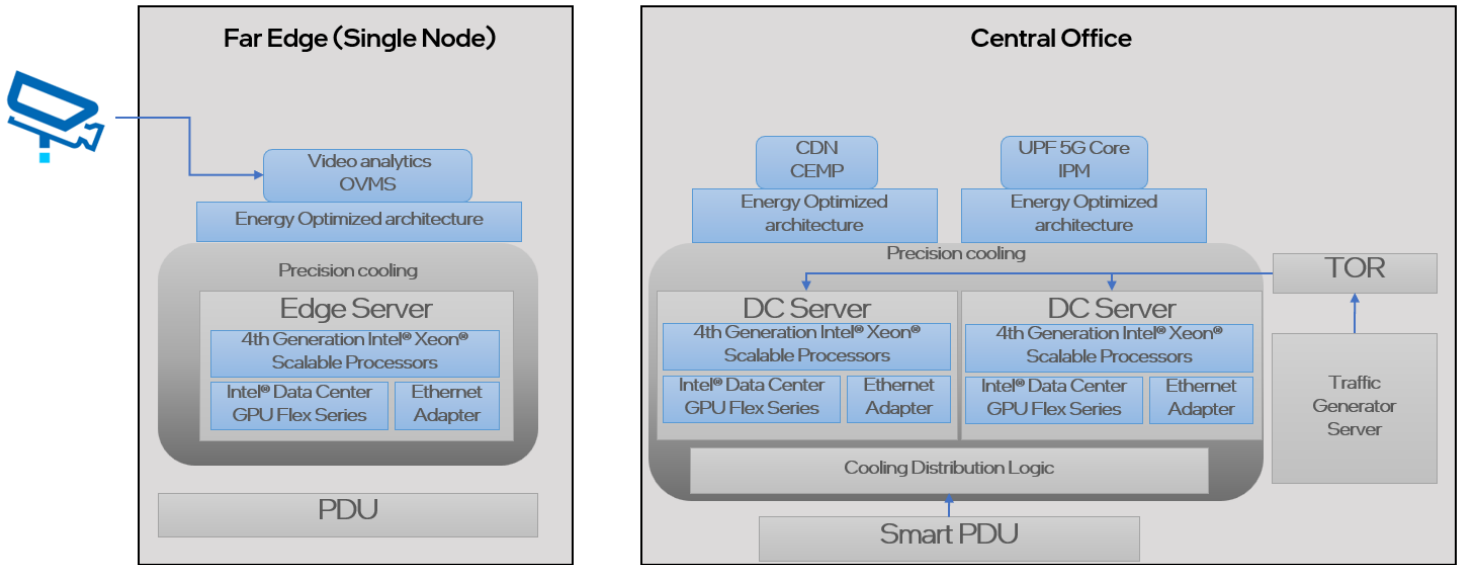 Far Edge (Single Node)
Video analytics
OVMS
Energy Optimized architecture
Precision cooling
Edge Server
4th Generation Intel® Xeon®
Scalable Processors
Intel® Data Center
GPU Flex Series
Ethernet
Adapter
PDU
Central Office
CDN
CEMP
UPF 5G Core
IPM
Energy Optimized
architecture
Energy Optimized
architecture
Precision cooling
TOR
DC Server
4th Generation Intel® Xeon®
Scalable Processors
Intel® Data Center
GPU Flex Series
Ethernet
Adapter
DC Server
4th Generation Intel® Xeon®
Scalable Processors
Intel® Data Center
GPU Flex Series
Ethernet
Adapter
Traffic
Generator
Server
Cooling Distribution Logic
Smart PDU